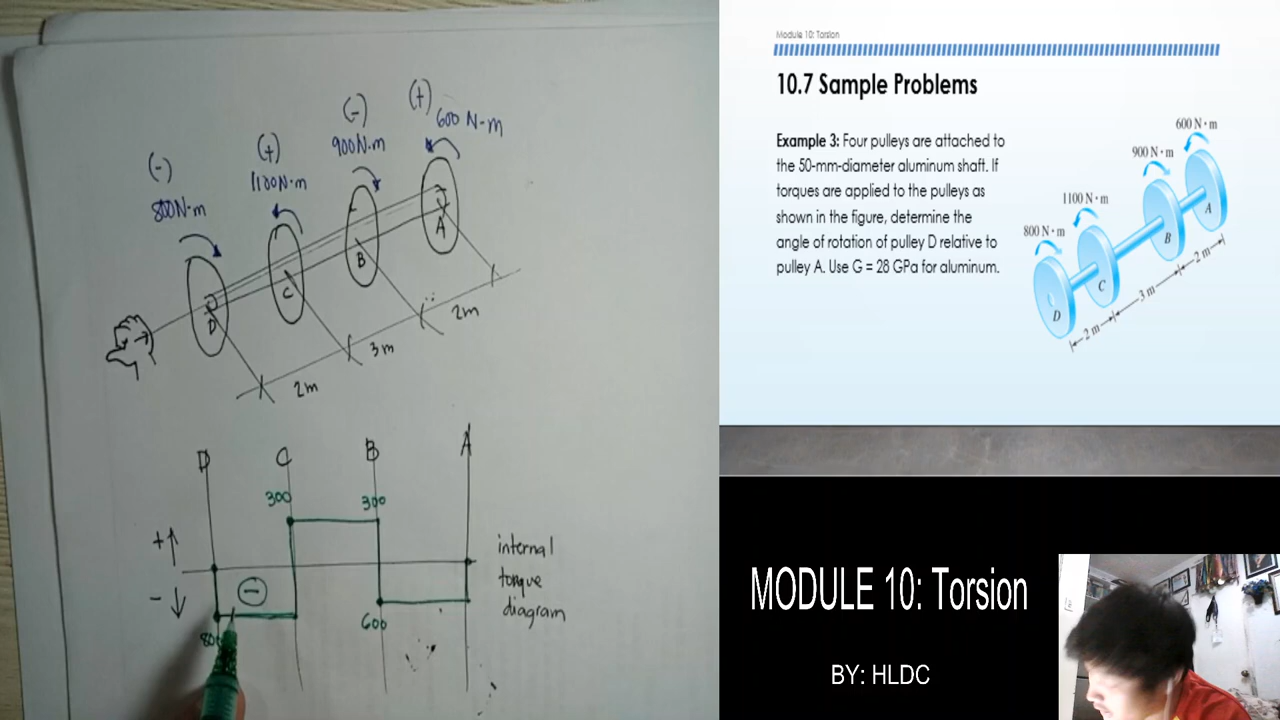 (-)
800N·m
(+)
1100N·m
(-)
900N·m
(+)
600 N-m
D
C
B
A
2m
3m
2m
D
C
B
A
300
300
+
-
-
600
internal
torque
diagram
Module 10: Torsion
10.7 Sample Problems
Example 3: Four pulleys are attached to
the 50-mm-diameter aluminum shaft. If
torques are applied to the pulleys as
shown in the figure, determine the
angle of rotation of pulley D relative to
pulley A. Use G = 28 GPa for aluminum.
600 N·m
900 N·m
1100 N·m
800 N·m
A
B
C
D
2 m
3 m
2 m
MODULE 10: Torsion
BY: HLDC